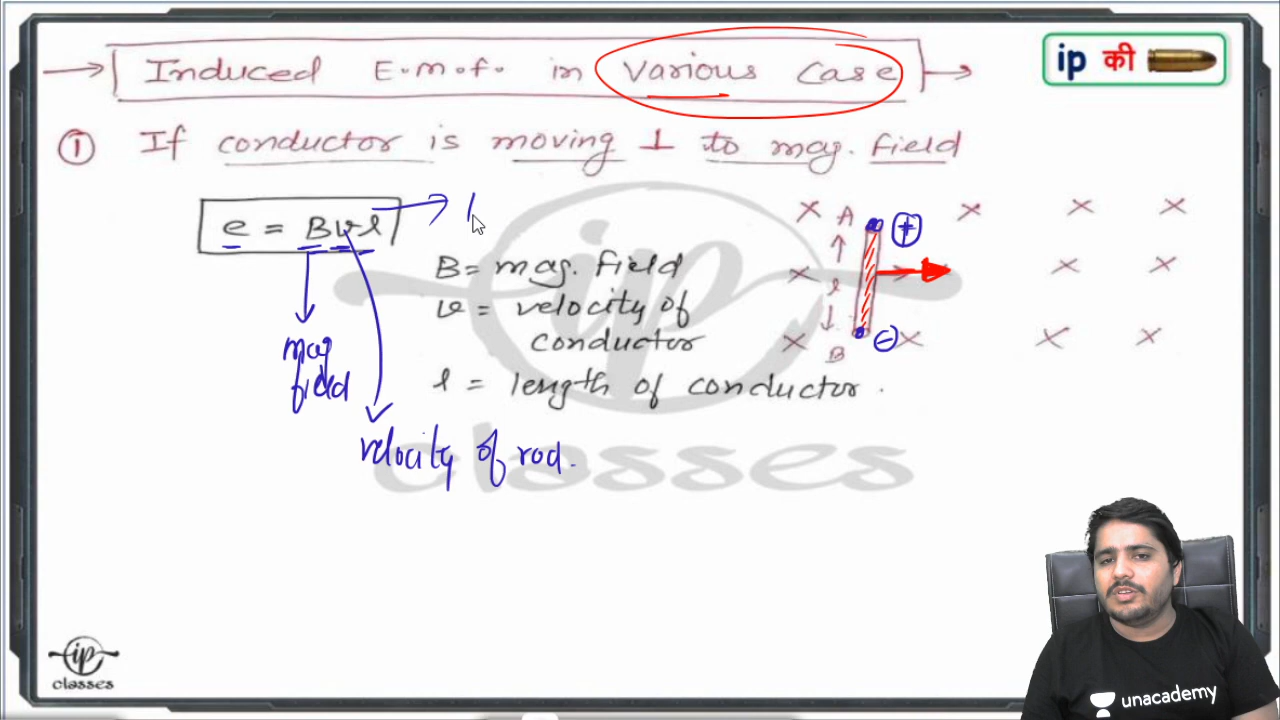 Induced E.m.f. in various case
ip की
① If conductor is moving ⊥ to mag. field
e = Bvl
B = mag. field
v = velocity of
conductor
l = length of conductor.
mag
field
velocity of rod.
× A + × × ×
× l × × ×
× B - × × ×
ip
classes
ip
classes
unacademy